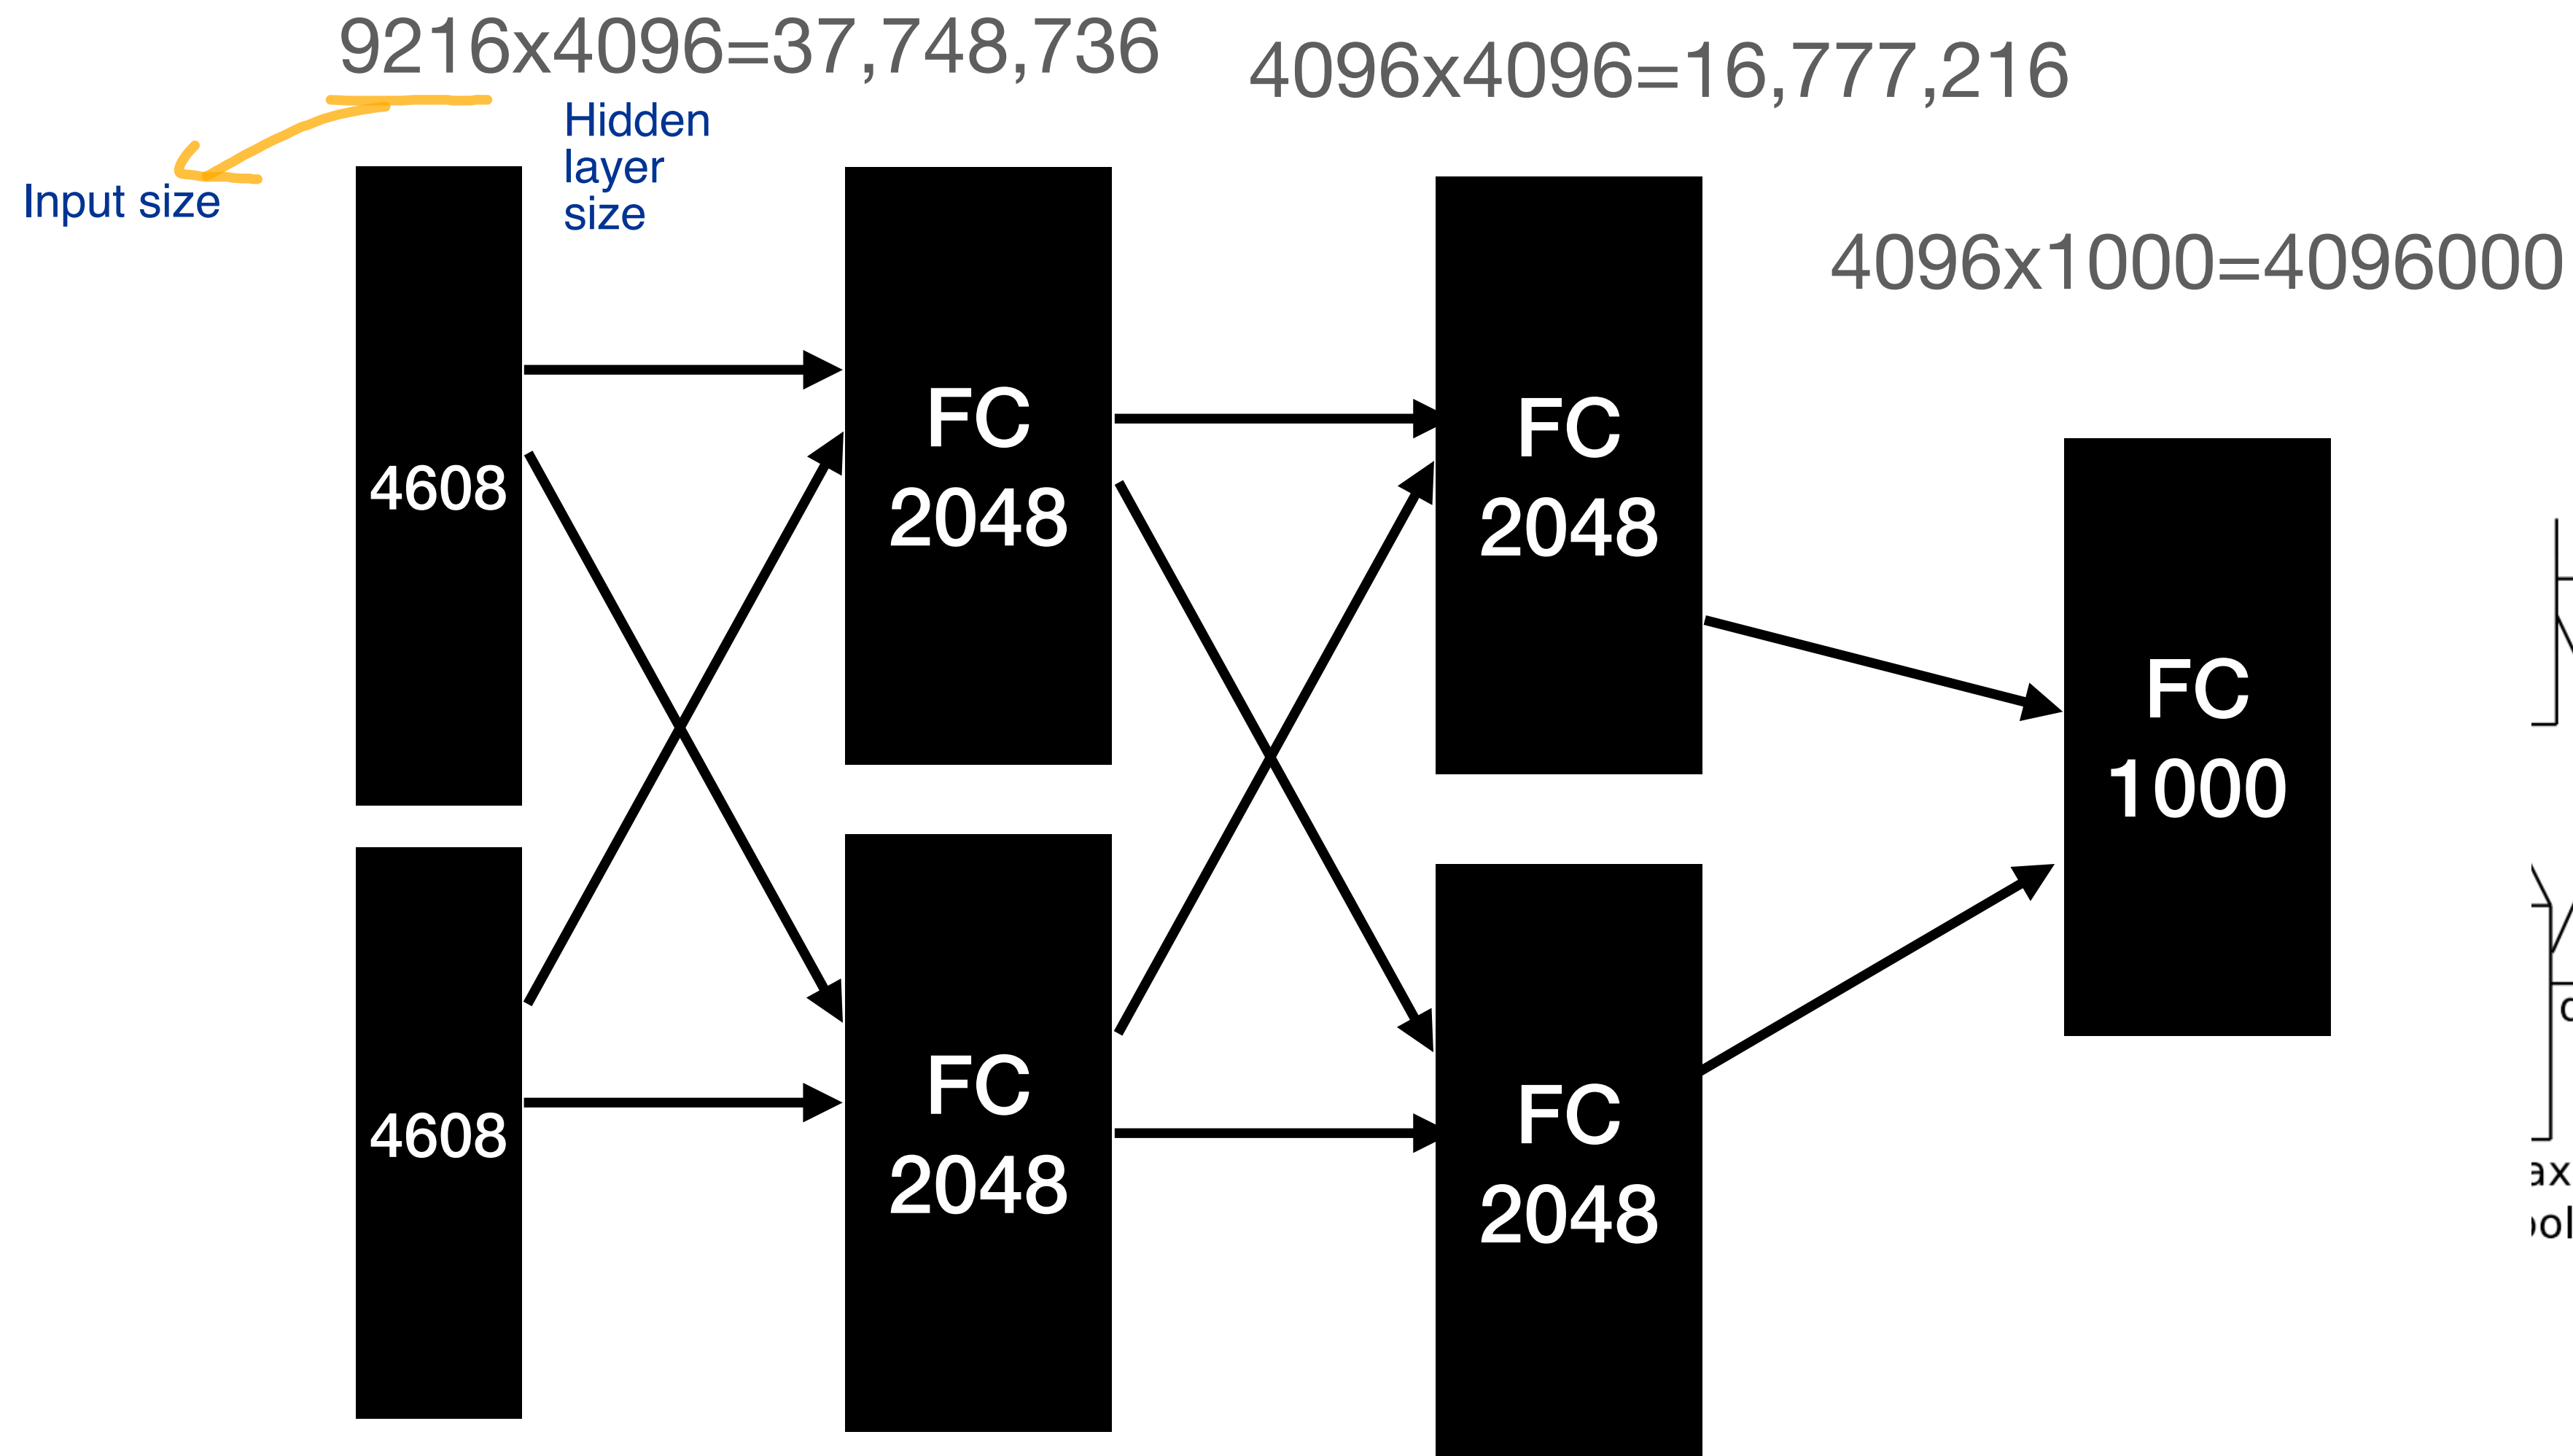 9216x4096=37,748,736
4096x4096=16,777,216
Input size
Hidden
layer
size
4096x1000=4096000
4608
FC
2048
FC
2048
FC
1000
4608
FC
2048
FC
2048